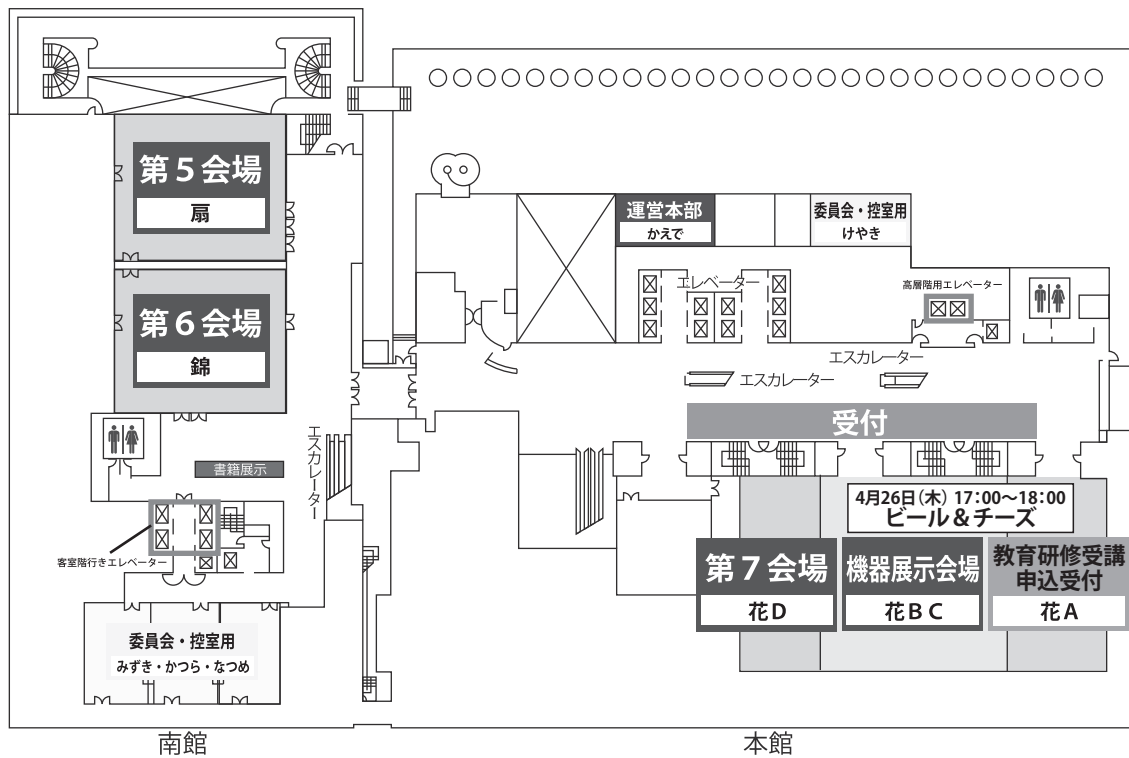 第5会場
扇
第6会場
錦
書籍展示
エスカレーター
客室階行きエレベーター
委員会・控室用
みずき・かつら・なつめ
南館
運営本部
かえで
委員会・控室用
けやき
エレベーター
高層階用エレベーター
エスカレーター
エスカレーター
受付
4月26日(木) 17:00〜18:00
ビール&チーズ
第7会場
花D
機器展示会場
花BC
教育研修受講
申込受付
花A
本館